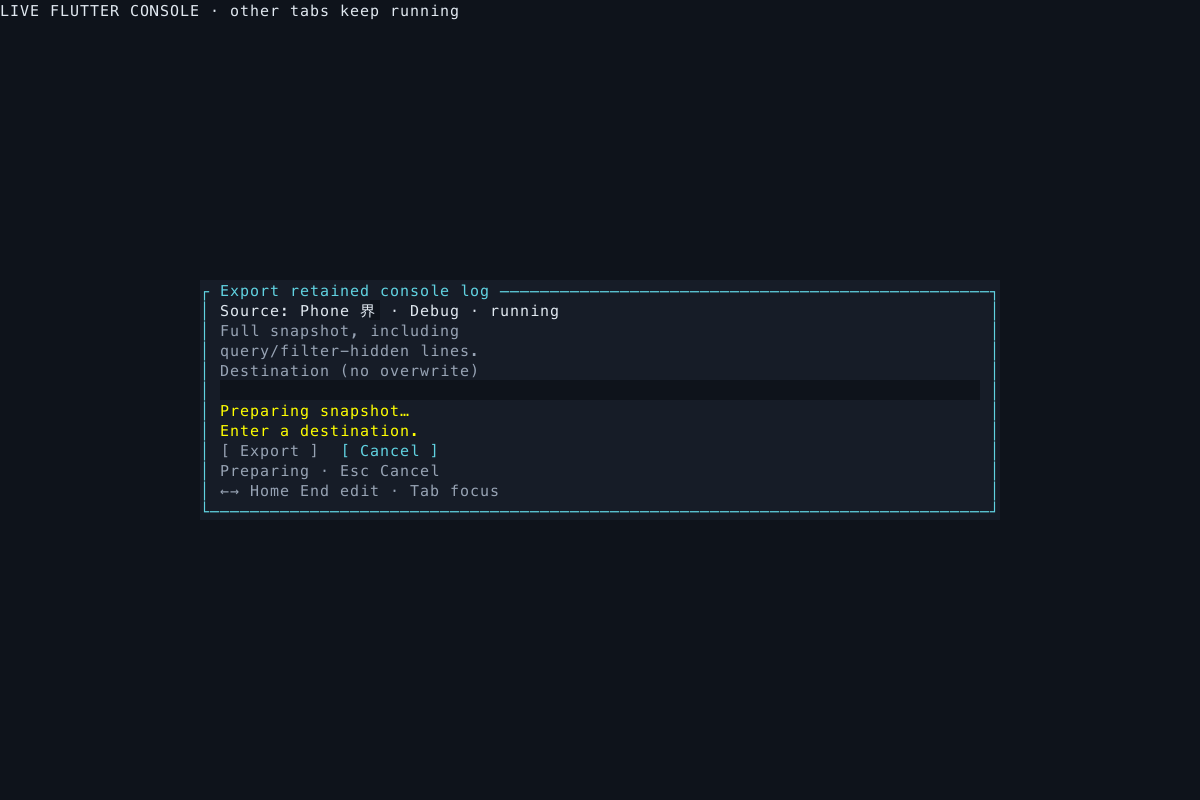 LIVE FLUTTER CONSOLE · other tabs keep running
Export retained console log
Source: Phone 界 · Debug · running
Full snapshot, including
query/filter-hidden lines.
Destination (no overwrite)
Preparing snapshot…
Enter a destination.
[ Export ]  [ Cancel ]
Preparing · Esc Cancel
←→ Home End edit · Tab focus